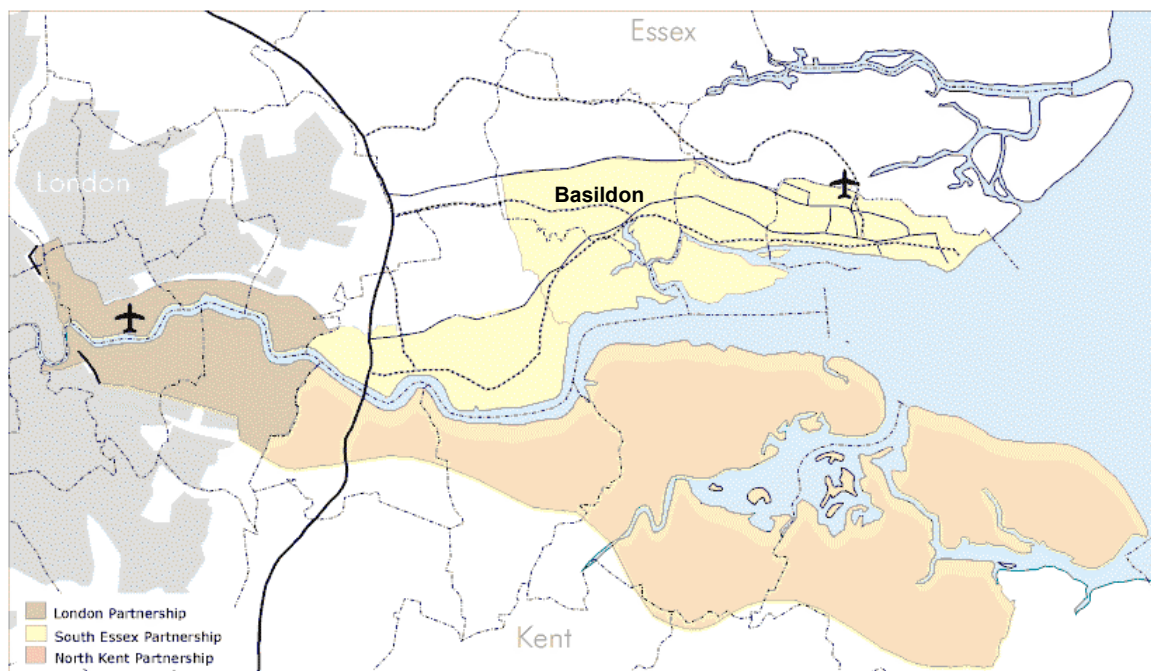 Essex
London
Basildon
London Partnership
South Essex Partnership
North Kent Partnership
Kent